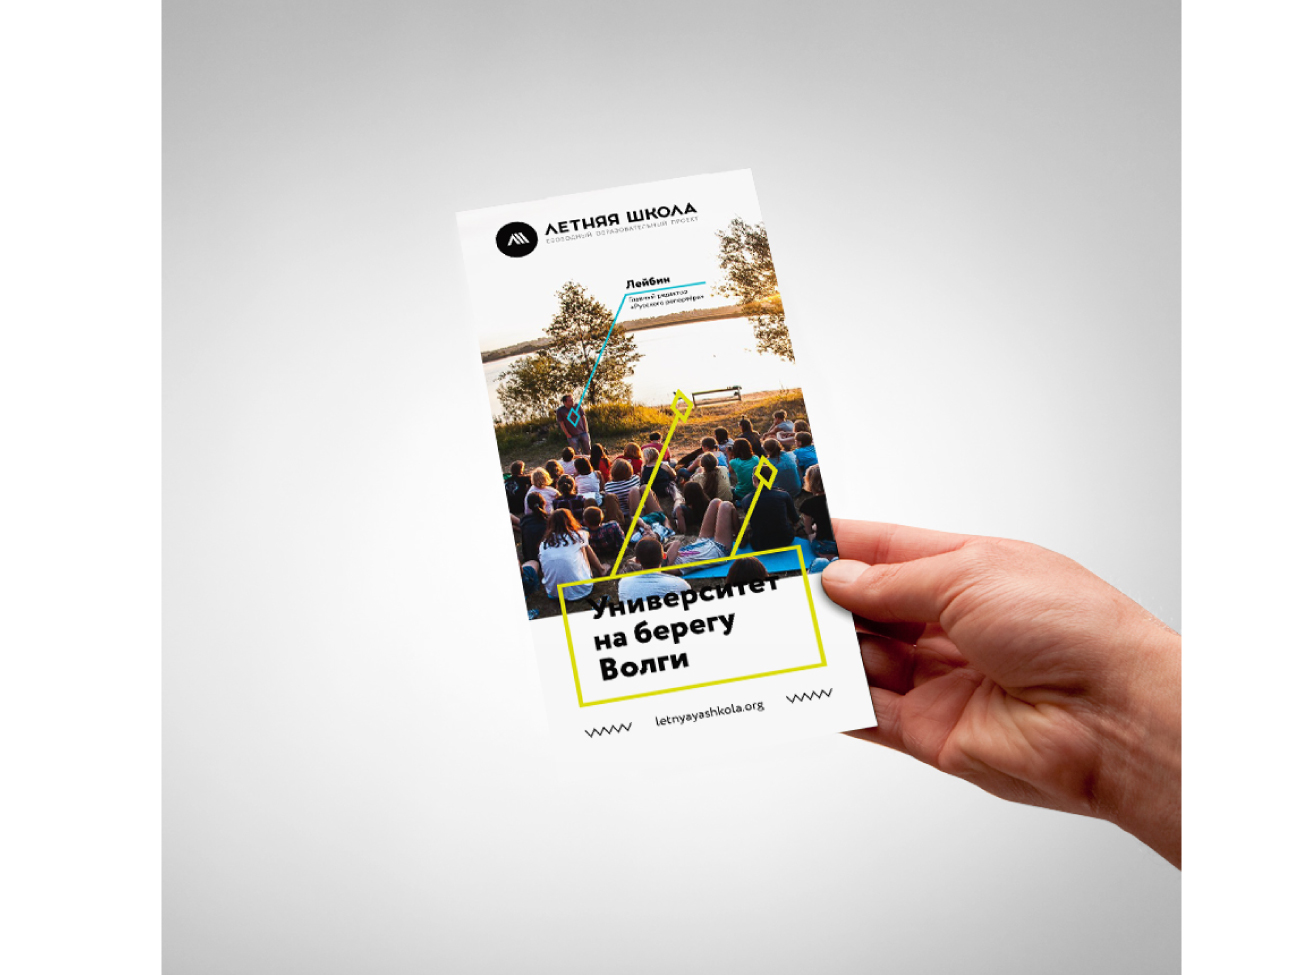 ЛЕТНЯЯ ШКОЛА
СВОБОДНЫЙ ОБРАЗОВАТЕЛЬНЫЙ ПРОЕКТ
Лейбин
Главный редактор
«Русского репортёра»
Университет
на берегу
Волги
letnyayashkola.org